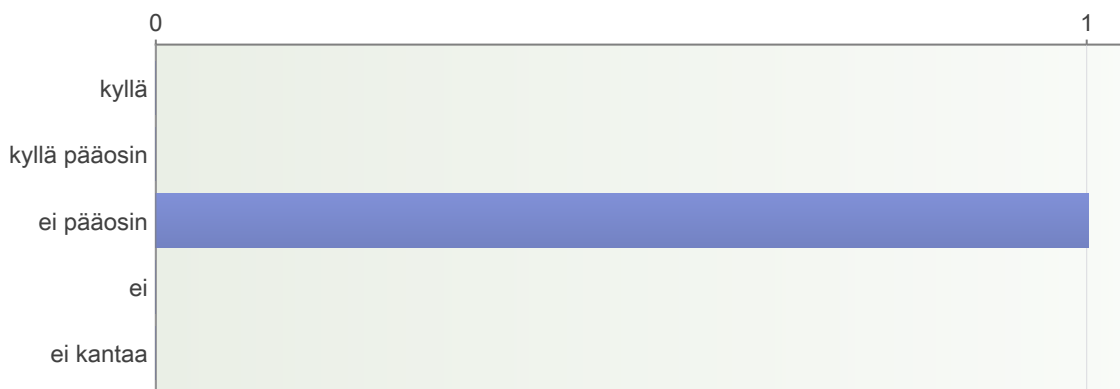 0 1
kyllä
kyllä pääosin
ei pääosin
ei
ei kantaa